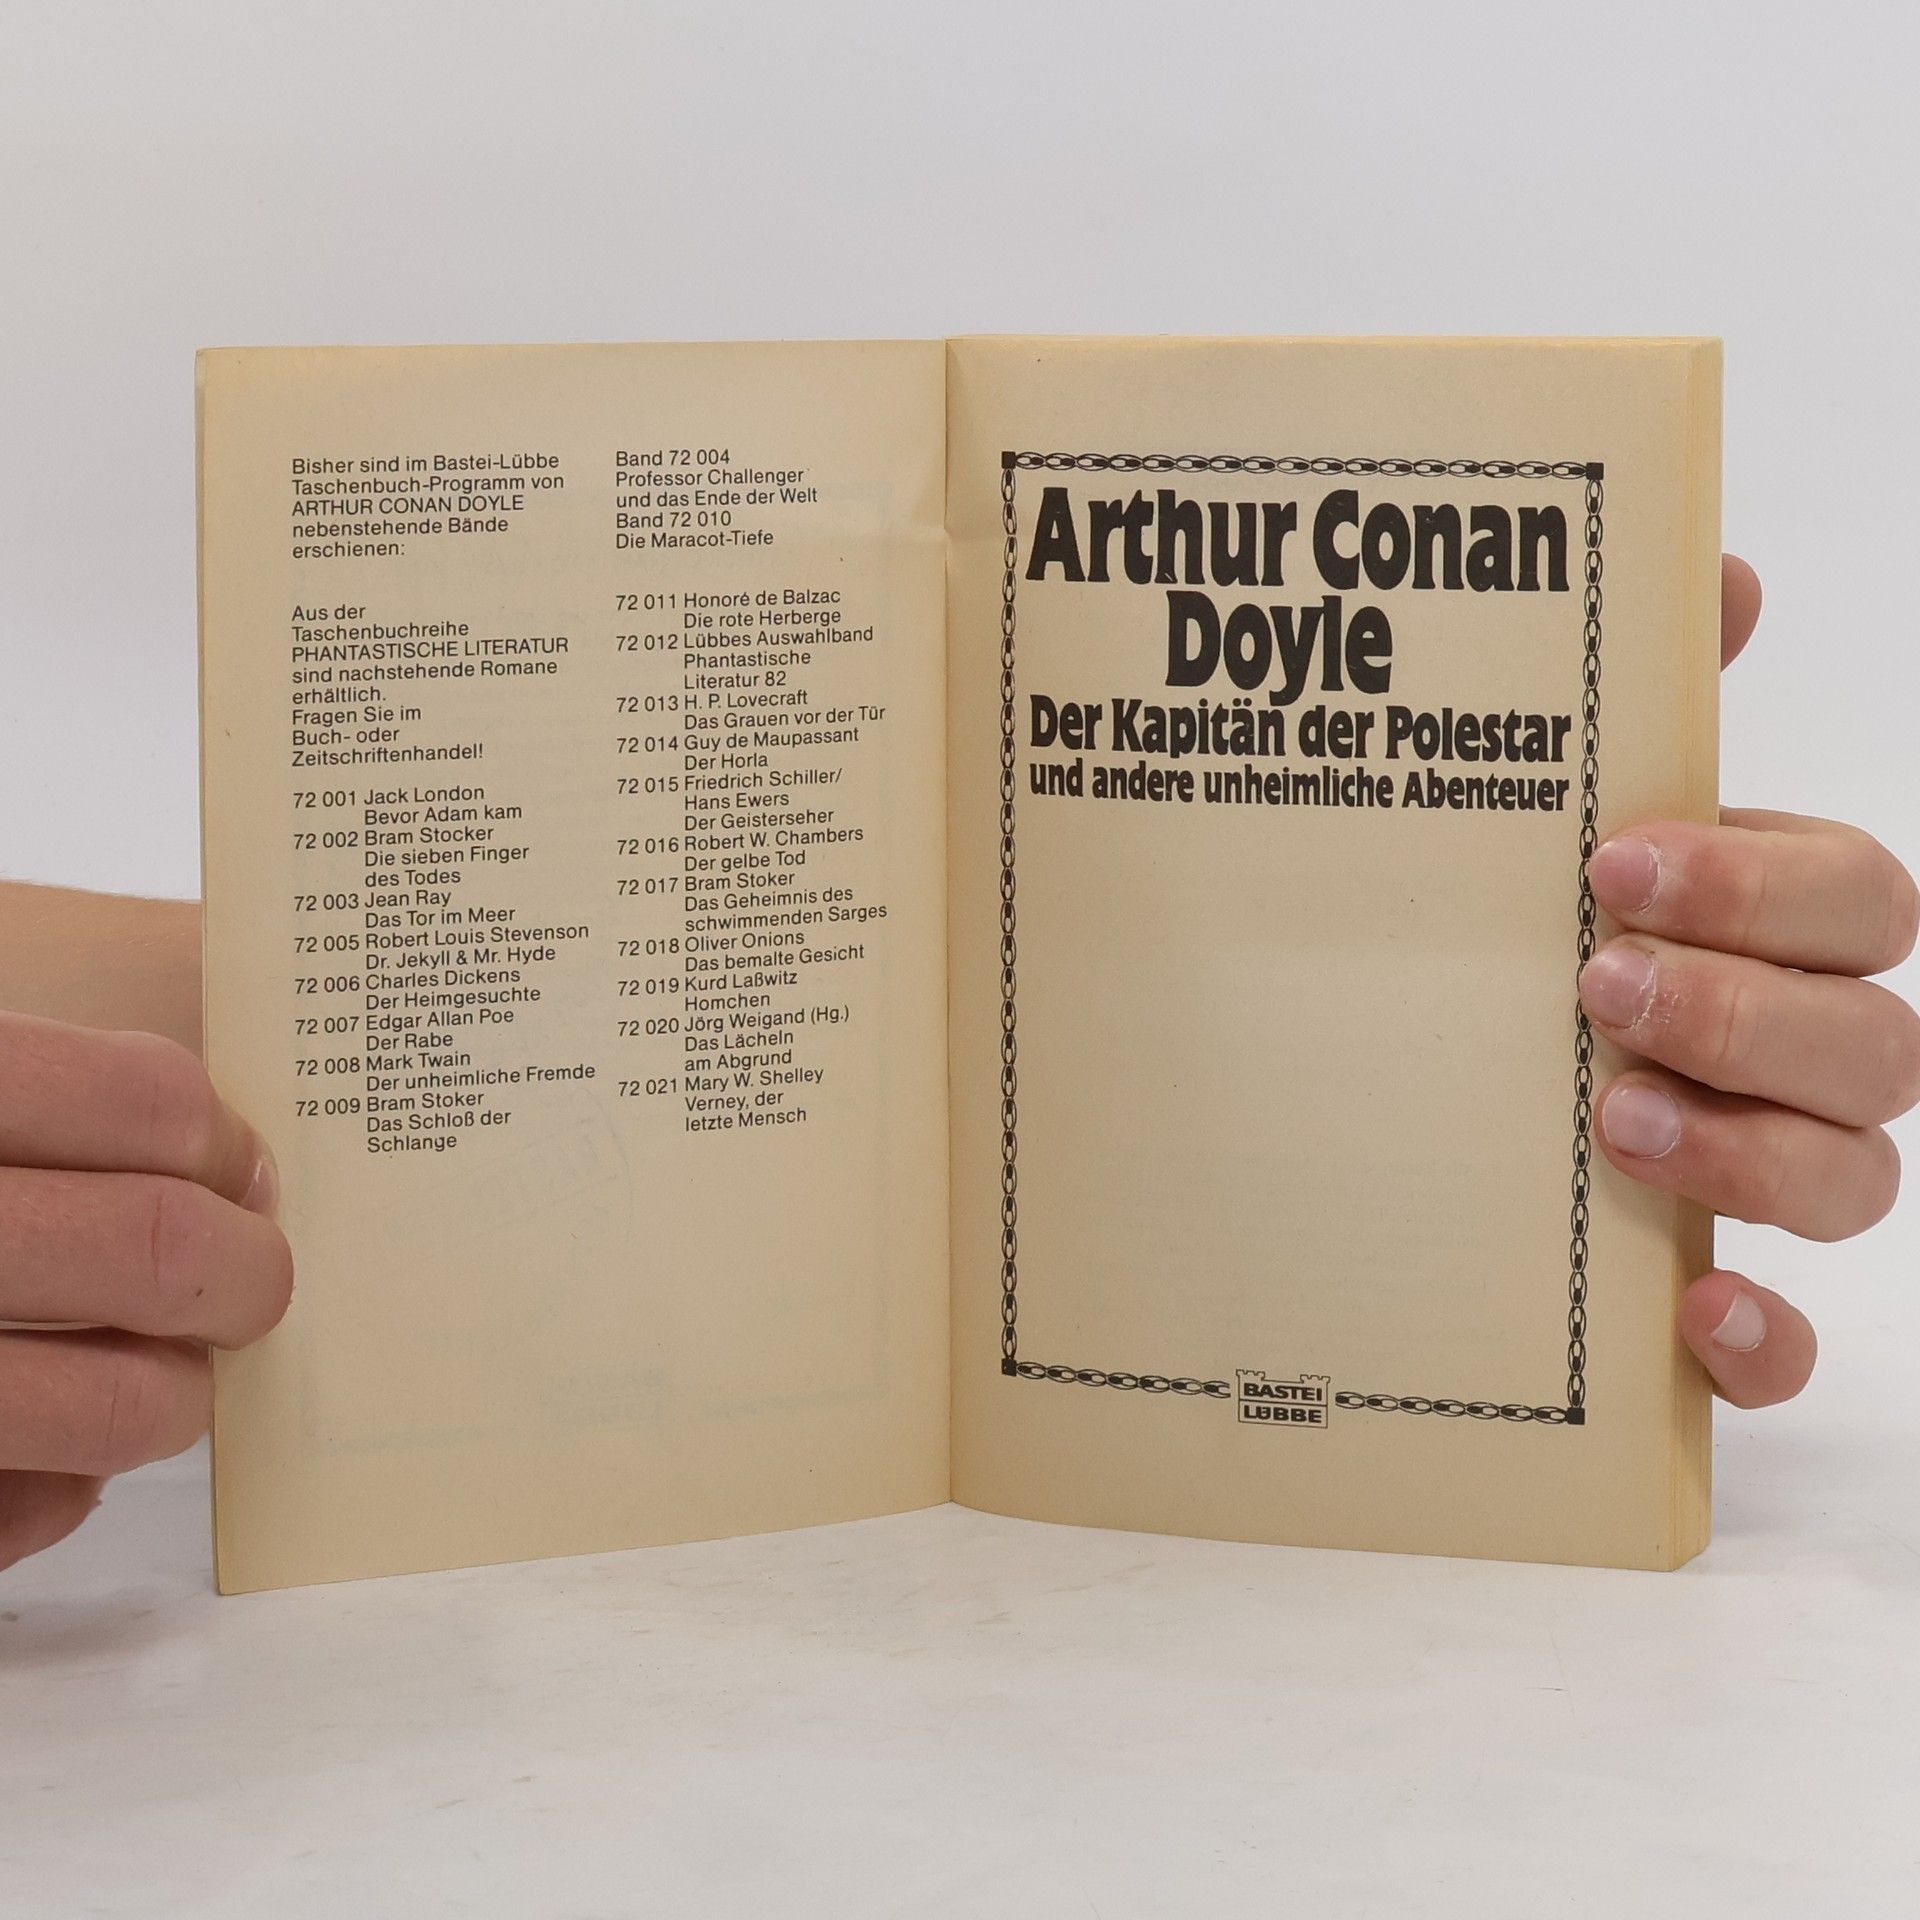 Bisher sind im Bastei-Lübbe
Taschenbuch-Programm von
ARTHUR CONAN DOYLE
nebenstehende Bände
erschienen:
Aus der
Taschenbuchreihe
PHANTASTISCHE LITERATUR
sind nachstehende Romane
erhältlich.
Fragen Sie im
Buch- oder
Zeitschriftenhandel!
72 001 Jack London
Bevor Adam kam
72 002 Bram Stocker
Die sieben Finger
des Todes
72 003 Jean Ray
Das Tor im Meer
72 005 Robert Louis Stevenson
Dr. Jekyll & Mr. Hyde
72 006 Charles Dickens
Der Heimgesuchte
72 007 Edgar Allan Poe
Der Rabe
72 008 Mark Twain
Der unheimliche Fremde
72 009 Bram Stoker
Das Schloß der
Schlange
Band 72 004
Professor Challenger
und das Ende der Welt
Band 72 010
Die Maracot-Tiefe
72 011 Honoré de Balzac
Die rote Herberge
72 012 Lübbes Auswahlband
Phantastische
Literatur 82
72 013 H. P. Lovecraft
Das Grauen vor der Tür
72 014 Guy de Maupassant
Der Horla
72 015 Friedrich Schiller/
Hans Ewers
Der Geisterseher
72 016 Robert W. Chambers
Der gelbe Tod
72 017 Bram Stoker
Das Geheimnis des
schwimmenden Sarges
72 018 Oliver Onions
Das bemalte Gesicht
72 019 Kurd Laßwitz
Homchen
72 020 Jörg Weigand (Hg.)
Das Lächeln
am Abgrund
72 021 Mary W. Shelley
Verney, der
letzte Mensch
Arthur Conan
Doyle
Der Kapitän der Polestar
und andere unheimliche Abenteuer
BASTEI
LÜBBE